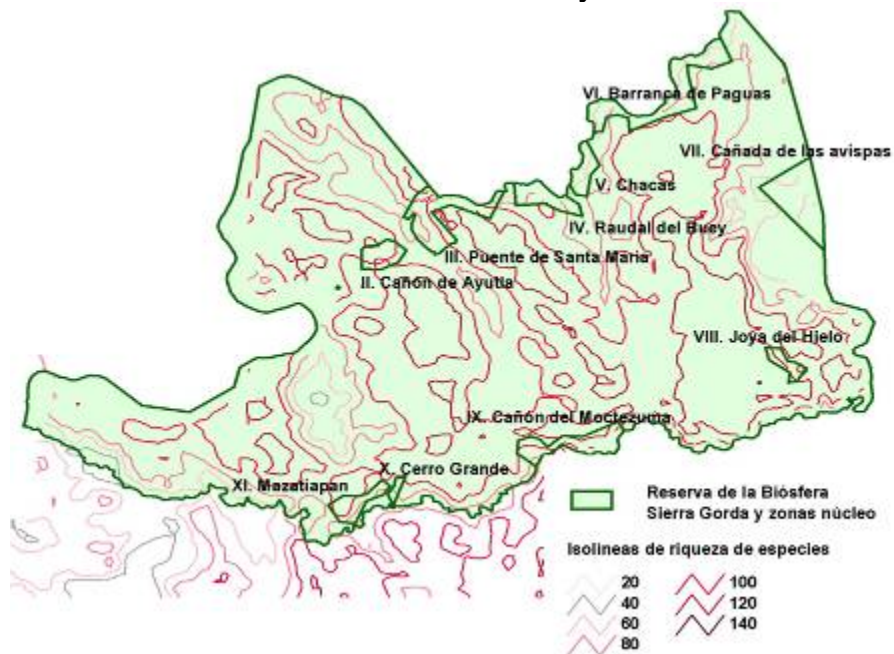 VI. Barranca de Paguas
VII. Cañada de las avispas
V. Chacas
IV. Raudal del Buey
III. Puente de Santa Maria
II. Cañón de Ayutla
VIII. Joya del Hielo
IX. Cañón del Moctezuma
X. Cerro Grande
XI. Mazatiapan
Reserva de la Biósfera
Sierra Gorda y zonas núcleo
Isolineas de riqueza de especies
20 100
40 120
60 140
80